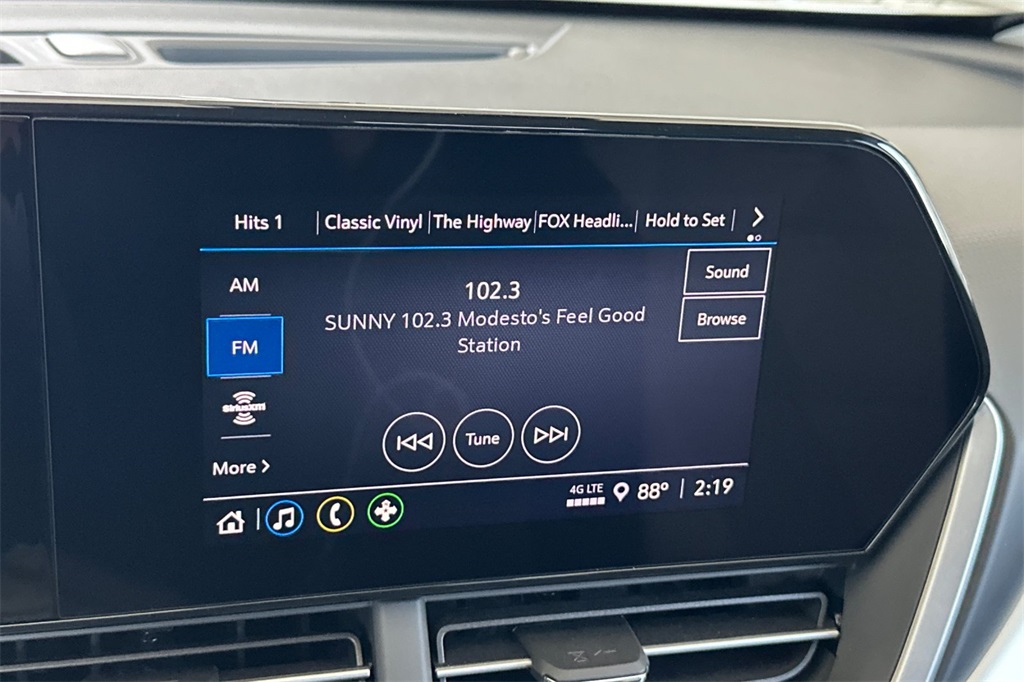 Hits 1 Classic Vinyl The Highway FOX Headli... Hold to Set
AM
102.3
Sound
SUNNY 102.3 Modesto's Feel Good
Station
Browse
FM
SiriusXM
Tune
More
4G LTE 88° 2:19